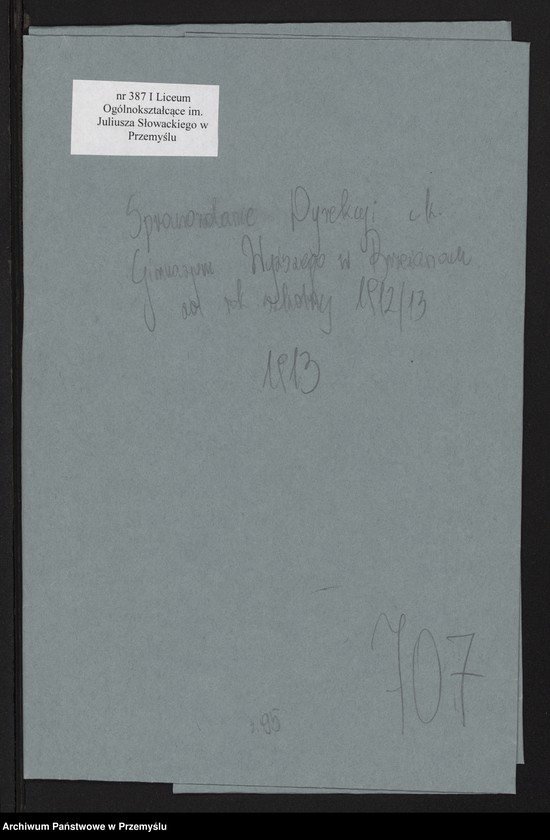 nr 387 I Liceum
Ogólnokształcące im.
Juliusza Słowackiego w
Przemyślu
Sprawozdanie Dyrekcji c.k.
Gimnazyum Wyższego w Brzeżanach
za rok szkolny 1912/13
1913
707
Archiwum Państwowe w Przemyślu